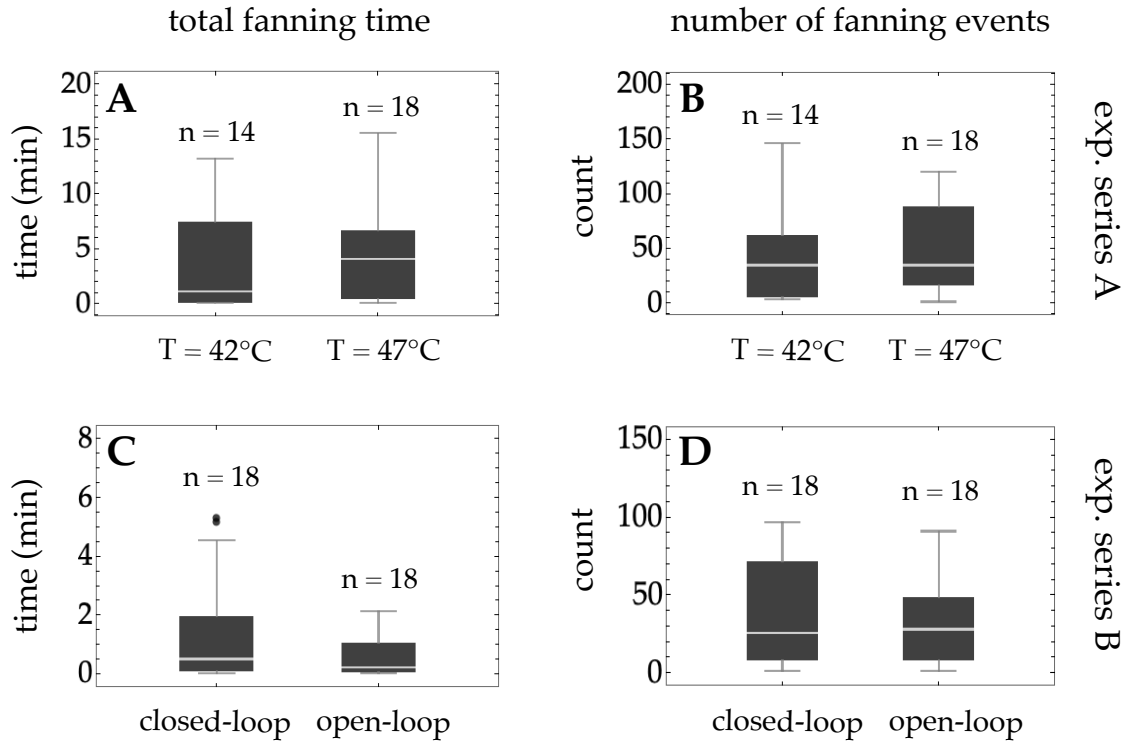 total fanning time
number of fanning events
A
20
15
10
5
0
time (min)
n = 14
n = 18
T = 42°C
T = 47°C
B
200
150
100
50
0
count
n = 14
n = 18
T = 42°C
T = 47°C
exp. series A
C
8
6
4
2
0
time (min)
n = 18
n = 18
closed-loop
open-loop
D
150
100
50
0
count
n = 18
n = 18
closed-loop
open-loop
exp. series B